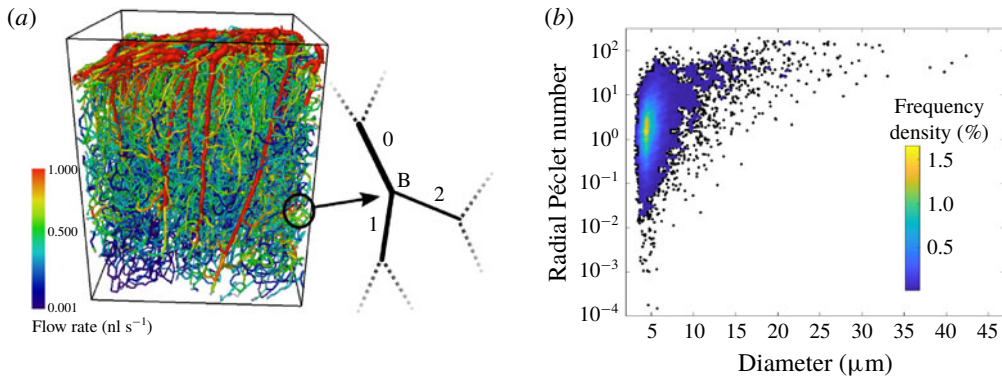 (a)
0
B
2
1
1.000
0.500
0.001
Flow rate (nl s⁻¹)
(b)
Radial Péclet number
10²
10¹
10⁰
10⁻¹
10⁻²
10⁻³
10⁻⁴
5 10 15 20 25 30 35 40 45
Diameter (μm)
Frequency
density (%)
1.5
1.0
0.5